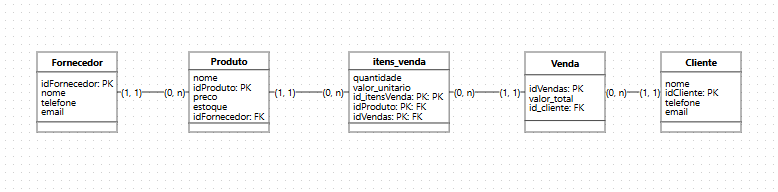 Fornecedor
idFornecedor: PK
nome
telefone
email
(1, 1)
(0, n)
Produto
nome
idProduto: PK
preco
estoque
idFornecedor: FK
(1, 1)
(0, n)
itens_venda
quantidade
valor_unitario
id_itensVenda: PK: PK
idProduto: PK: FK
idVendas: PK: FK
(0, n)
(1, 1)
Venda
idVendas: PK
valor_total
id_cliente: FK
(0, n)
(1, 1)
Cliente
nome
idCliente: PK
telefone
email